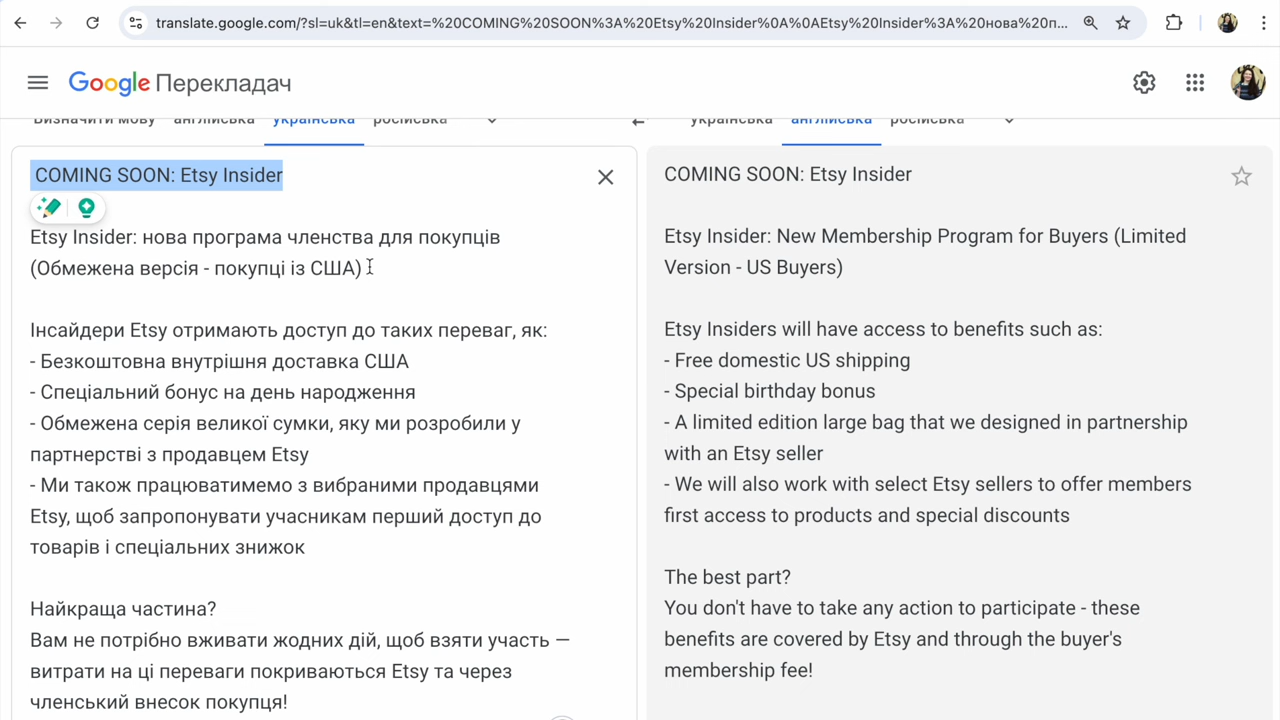 translate.google.com/?sl=uk&tl=en&text=%20COMING%20SOON%3A%20Etsy%20Insider%0A%0AEtsy%20Insider%3A%20нова%20п...
Google Перекладач
Визначити мову англійська українська російська
українська англійська російська
COMING SOON: Etsy Insider
Etsy Insider: нова програма членства для покупців
(Обмежена версія - покупці із США)
Інсайдери Etsy отримають доступ до таких переваг, як:
- Безкоштовна внутрішня доставка США
- Спеціальний бонус на день народження
- Обмежена серія великої сумки, яку ми розробили у
партнерстві з продавцем Etsy
- Ми також працюватимемо з вибраними продавцями
Etsy, щоб запропонувати учасникам перший доступ до
товарів і спеціальних знижок
Найкраща частина?
Вам не потрібно вживати жодних дій, щоб взяти участь —
витрати на ці переваги покриваються Etsy та через
членський внесок покупця!
COMING SOON: Etsy Insider
Etsy Insider: New Membership Program for Buyers (Limited
Version - US Buyers)
Etsy Insiders will have access to benefits such as:
- Free domestic US shipping
- Special birthday bonus
- A limited edition large bag that we designed in partnership
with an Etsy seller
- We will also work with select Etsy sellers to offer members
first access to products and special discounts
The best part?
You don't have to take any action to participate - these
benefits are covered by Etsy and through the buyer's
membership fee!